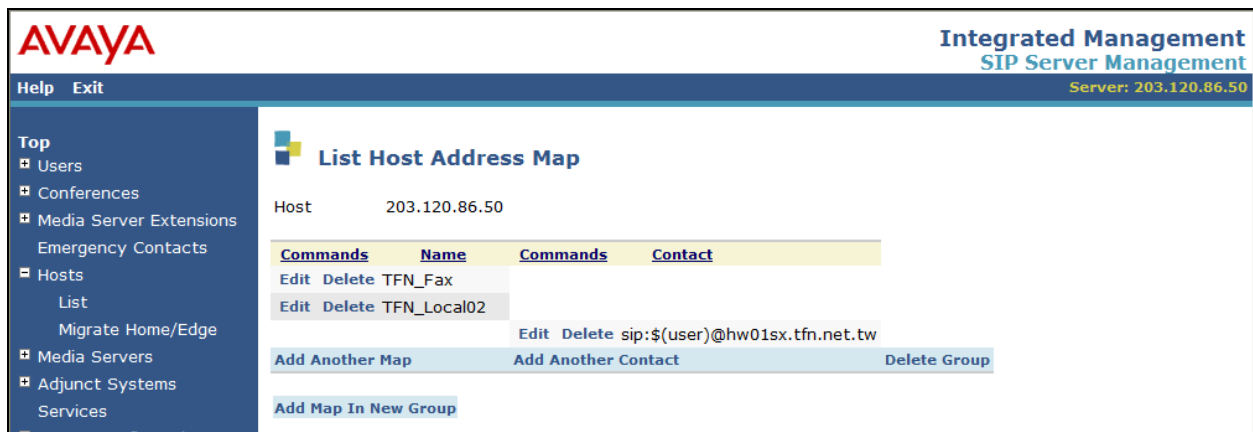 AVAYA
Integrated Management
SIP Server Management
Help Exit
Server: 203.120.86.50
Top
Users
Conferences
Media Server Extensions
Emergency Contacts
Hosts
List
Migrate Home/Edge
Media Servers
Adjunct Systems
Services
List Host Address Map
Host 203.120.86.50
Commands Name Commands Contact
Edit Delete TFN_Fax
Edit Delete TFN_Local02
Edit Delete sip:$(user)@hw01sx.tfn.net.tw
Add Another Map Add Another Contact Delete Group
Add Map In New Group